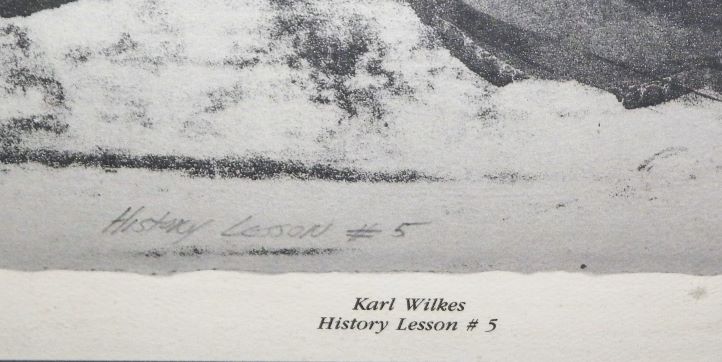 History Lesson # 5
Karl Wilkes
History Lesson # 5